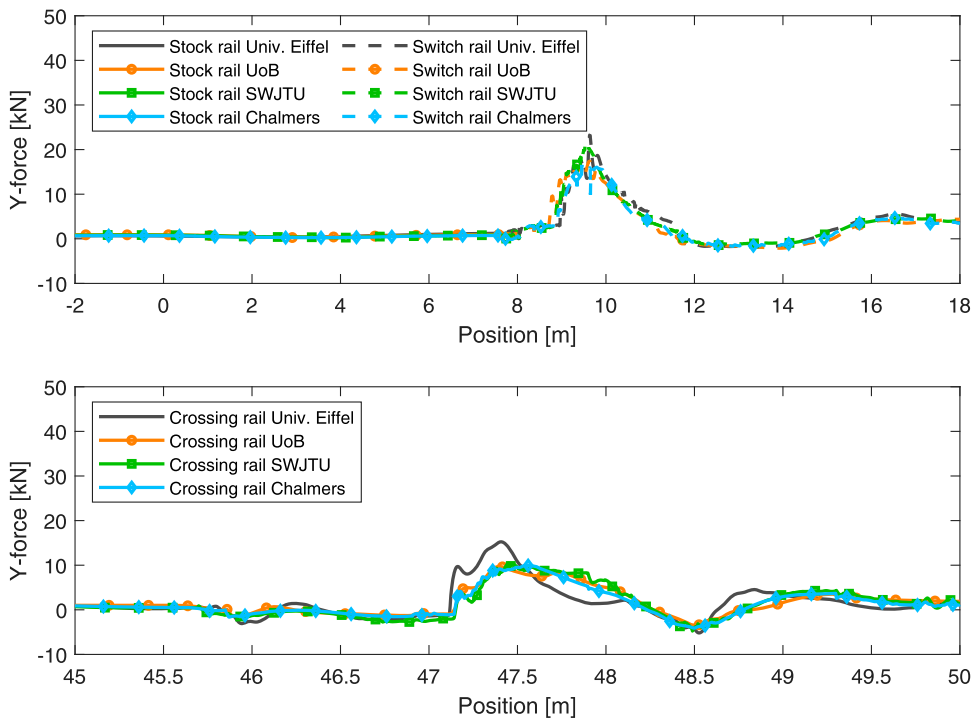 50
40
30
20
10
0
-10
Y-force [kN]
Stock rail Univ. Eiffel
Stock rail UoB
Stock rail SWJTU
Stock rail Chalmers
Switch rail Univ. Eiffel
Switch rail UoB
Switch rail SWJTU
Switch rail Chalmers
-2 0 2 4 6 8 10 12 14 16 18
Position [m]
50
40
30
20
10
0
-10
Y-force [kN]
Crossing rail Univ. Eiffel
Crossing rail UoB
Crossing rail SWJTU
Crossing rail Chalmers
45 45.5 46 46.5 47 47.5 48 48.5 49 49.5 50
Position [m]